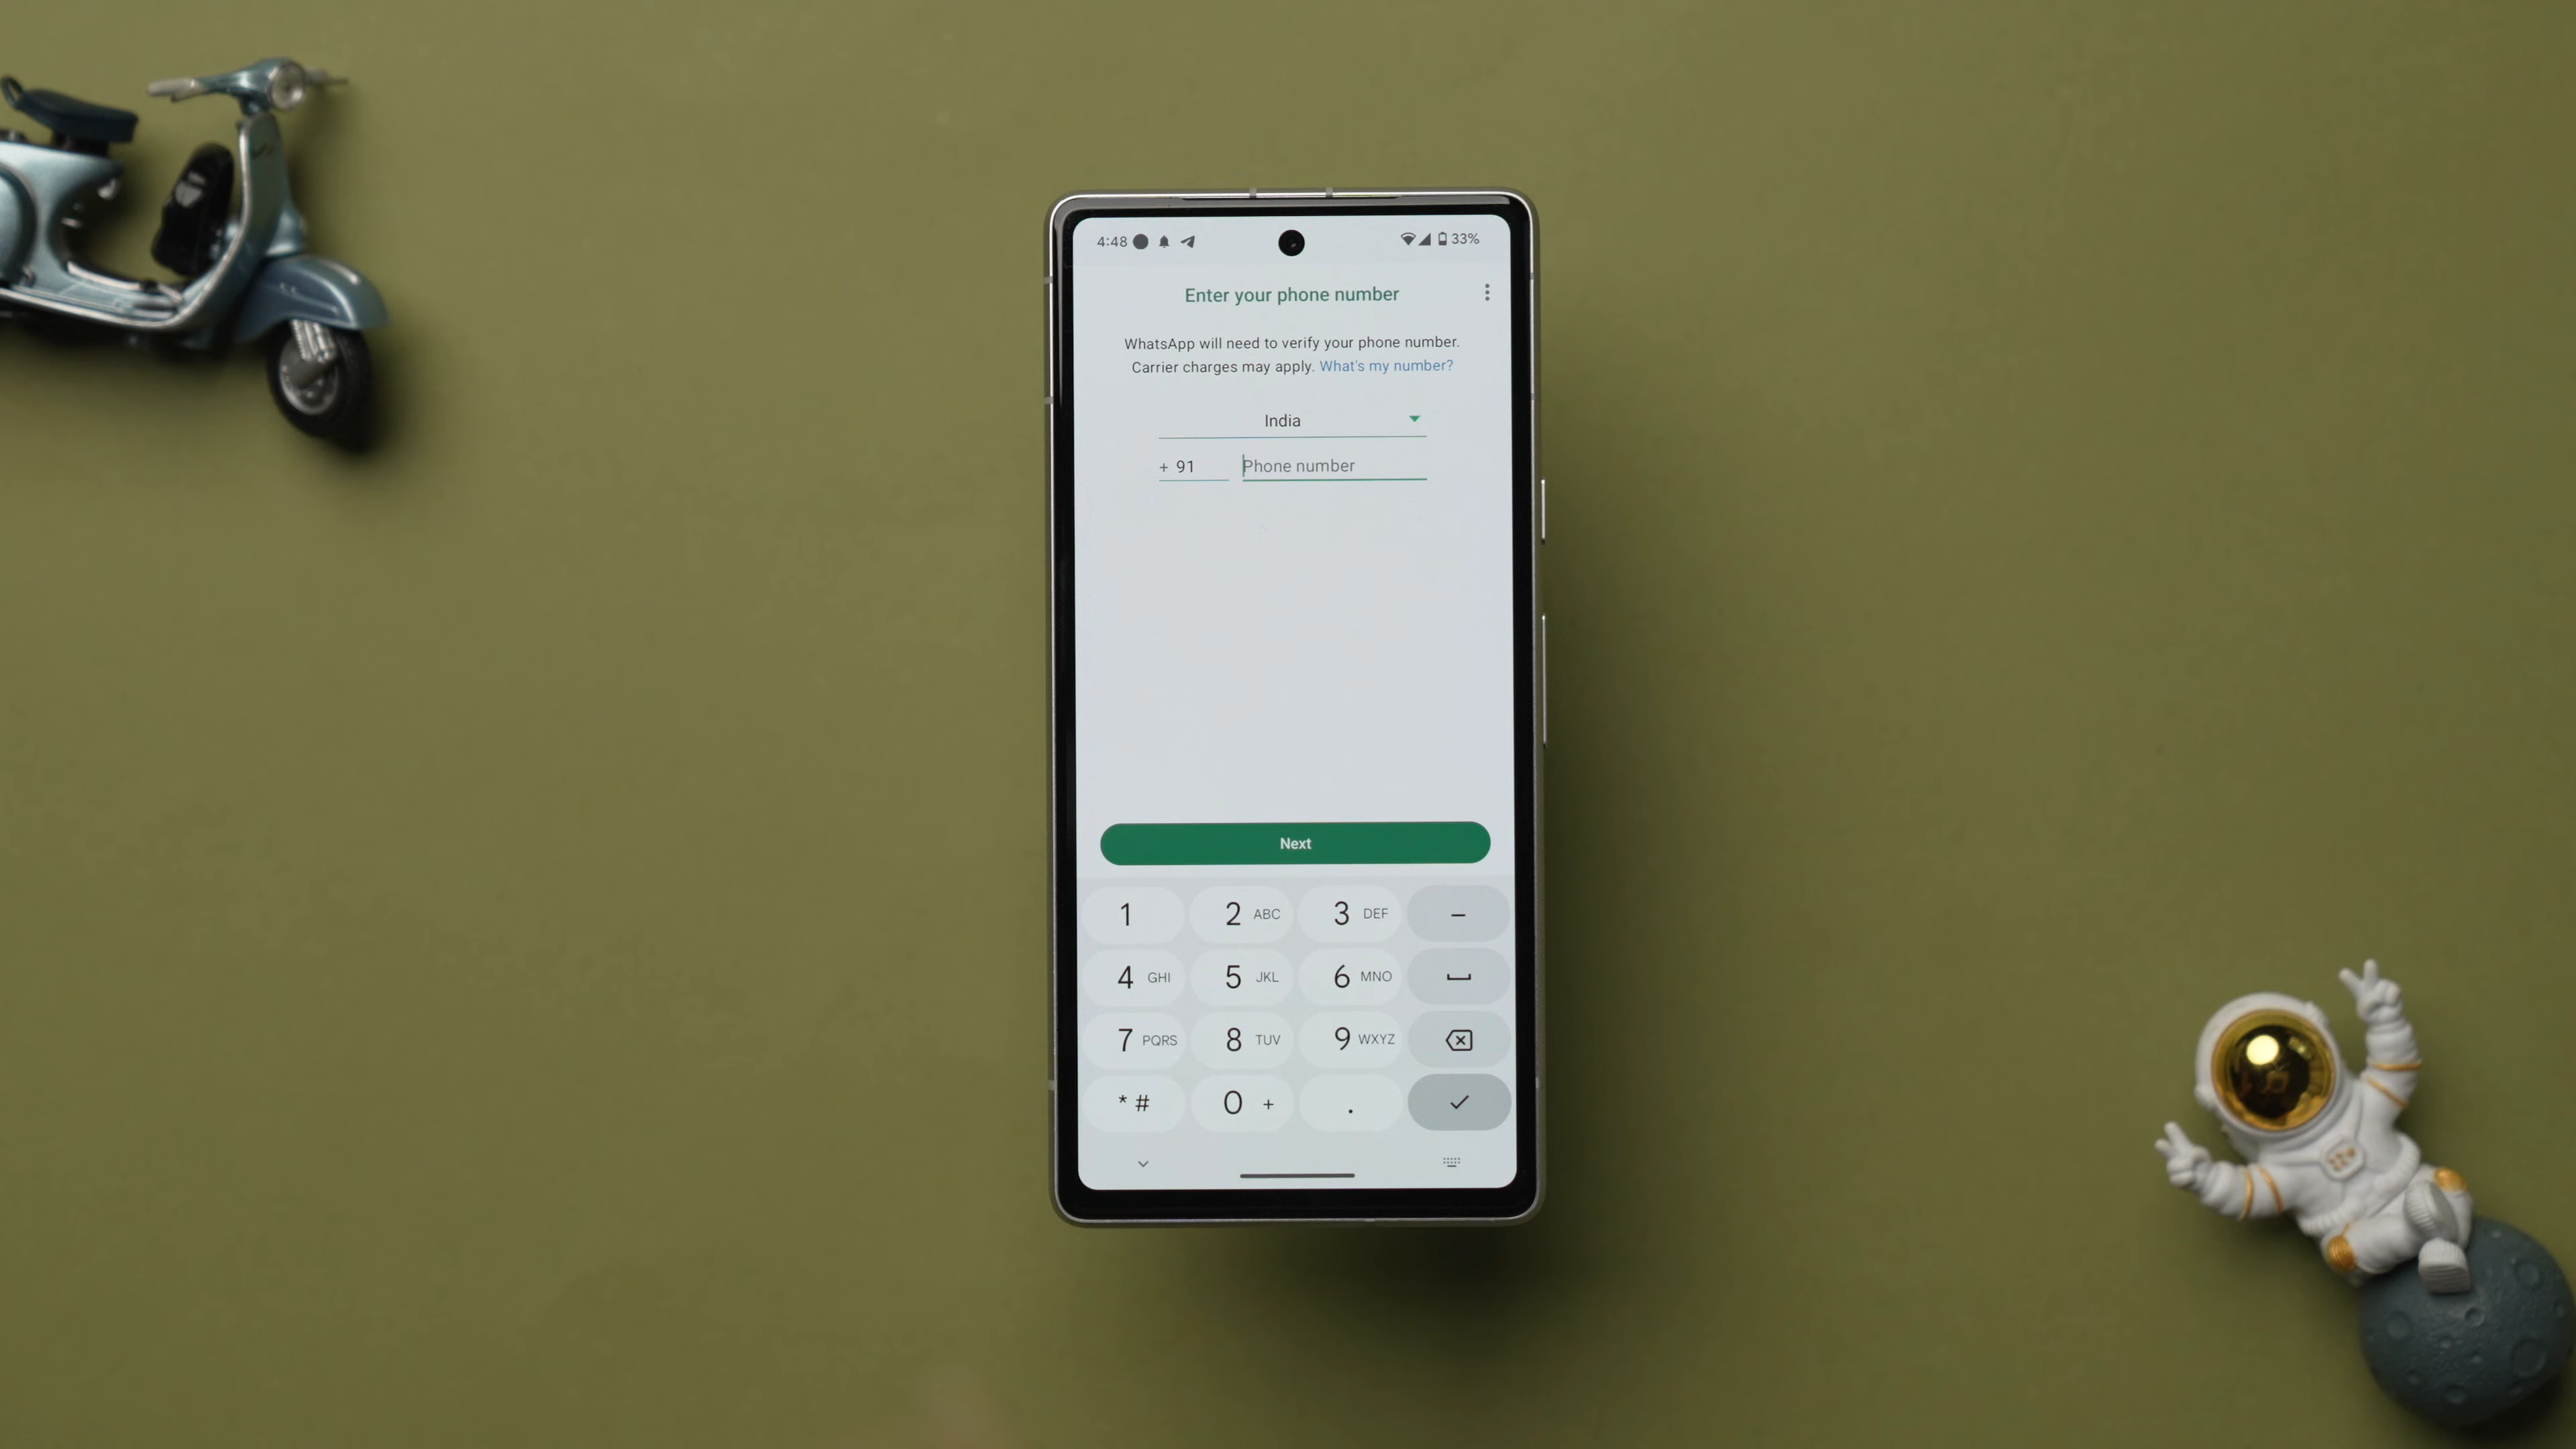 4:48
33%
Enter your phone number
WhatsApp will need to verify your phone number.
Carrier charges may apply. What's my number?
India
+ 91 Phone number
Next
1 2 ABC 3 DEF –
4 GHI 5 JKL 6 MNO
7 PQRS 8 TUV 9 WXYZ
* # 0 + .